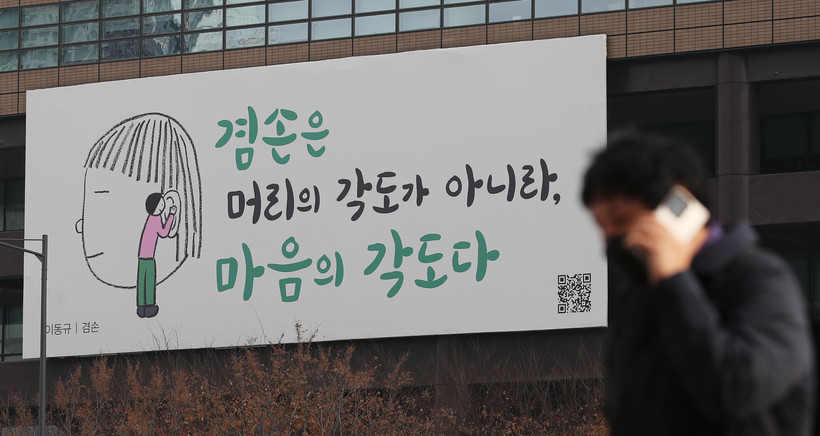 겸손은
머리의 각도가 아니라,
마음의 각도다
이동규 | 겸손